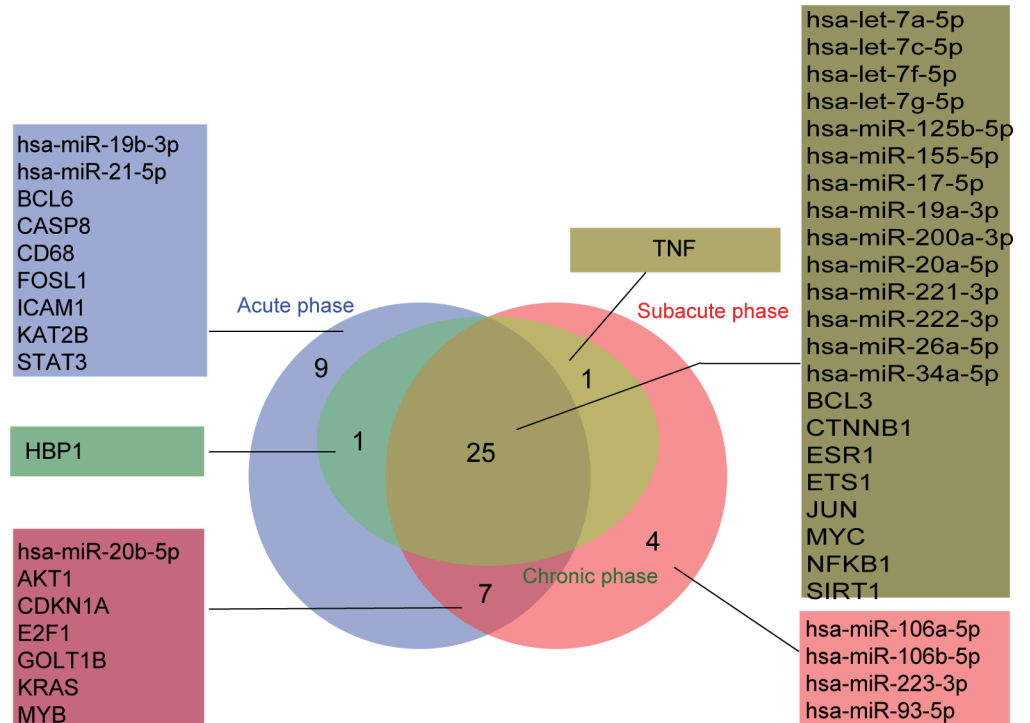 hsa-miR-19b-3p
hsa-miR-21-5p
BCL6
CASP8
CD68
FOSL1
ICAM1
KAT2B
STAT3
HBP1
hsa-miR-20b-5p
AKT1
CDKN1A
E2F1
GOLT1B
KRAS
MYB
Acute phase
Subacute phase
Chronic phase
9
1
25
1
7
4
TNF
hsa-let-7a-5p
hsa-let-7c-5p
hsa-let-7f-5p
hsa-let-7g-5p
hsa-miR-125b-5p
hsa-miR-155-5p
hsa-miR-17-5p
hsa-miR-19a-3p
hsa-miR-200a-3p
hsa-miR-20a-5p
hsa-miR-221-3p
hsa-miR-222-3p
hsa-miR-26a-5p
hsa-miR-34a-5p
BCL3
CTNNB1
ESR1
ETS1
JUN
MYC
NFKB1
SIRT1
hsa-miR-106a-5p
hsa-miR-106b-5p
hsa-miR-223-3p
hsa-miR-93-5p